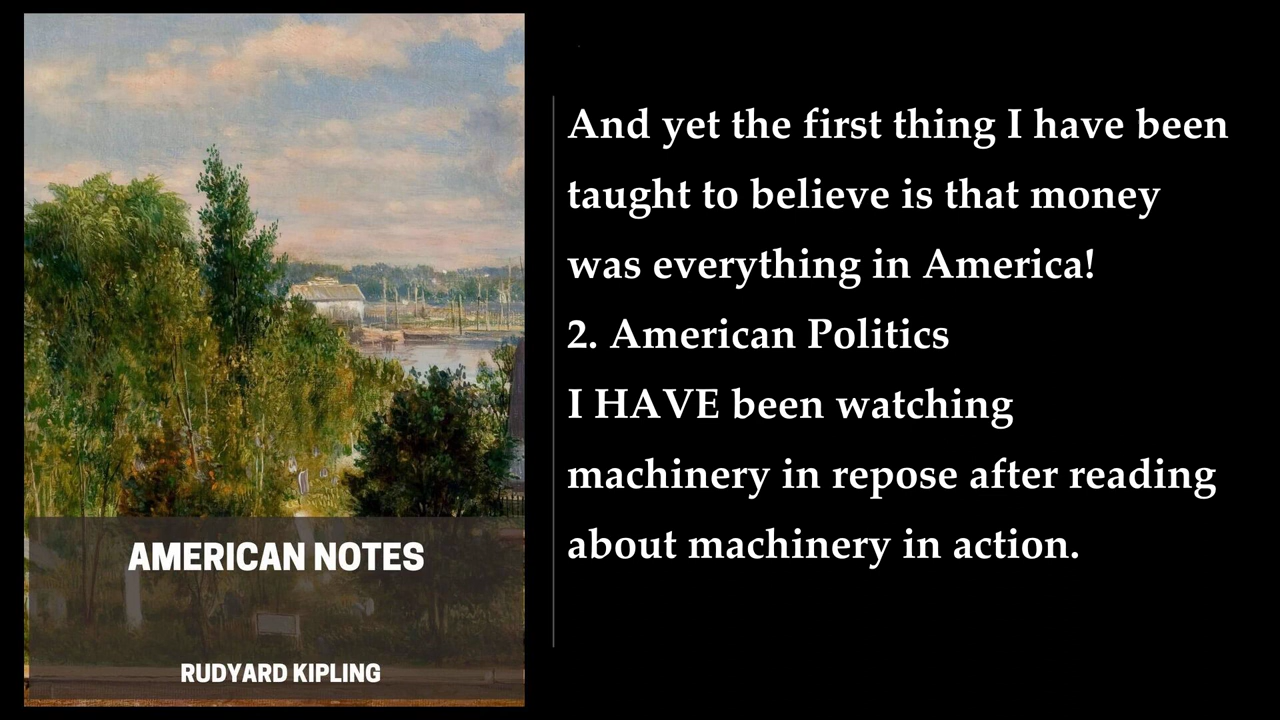 AMERICAN NOTES
RUDYARD KIPLING
And yet the first thing I have been
taught to believe is that money
was everything in America!
2. American Politics
I HAVE been watching
machinery in repose after reading
about machinery in action.